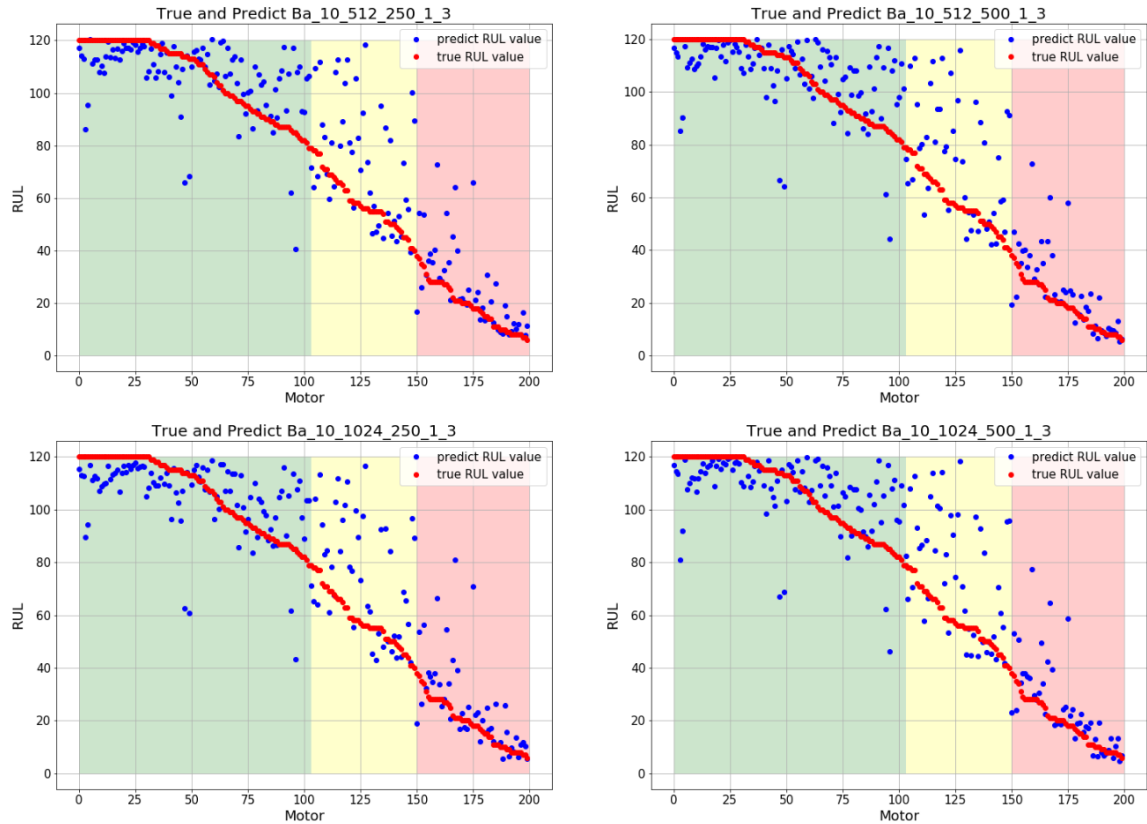 True and Predict Ba_10_512_250_1_3
predict RUL value
true RUL value
120
100
80
60
40
20
0
RUL
0 25 50 75 100 125 150 175 200
Motor
True and Predict Ba_10_512_500_1_3
predict RUL value
true RUL value
120
100
80
60
40
20
0
RUL
0 25 50 75 100 125 150 175 200
Motor
True and Predict Ba_10_1024_250_1_3
predict RUL value
true RUL value
120
100
80
60
40
20
0
RUL
0 25 50 75 100 125 150 175 200
Motor
True and Predict Ba_10_1024_500_1_3
predict RUL value
true RUL value
120
100
80
60
40
20
0
RUL
0 25 50 75 100 125 150 175 200
Motor